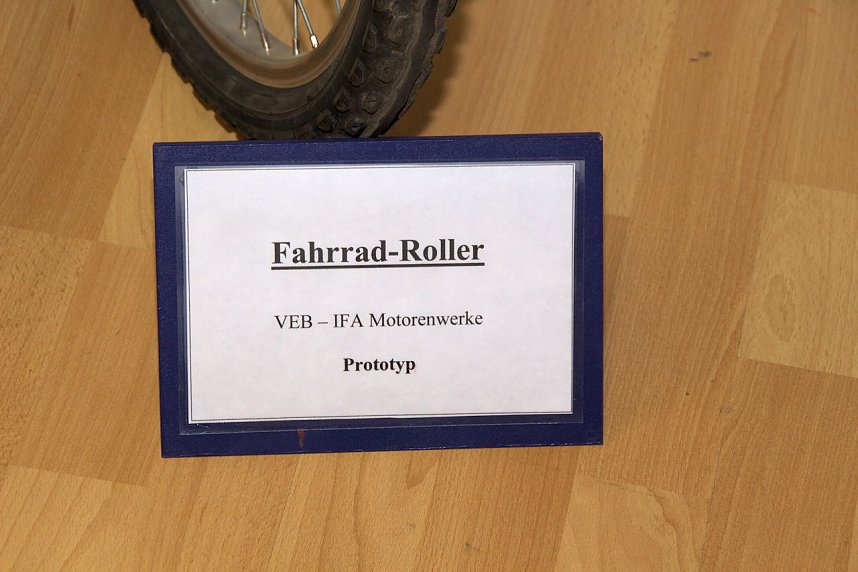 Fahrrad-Roller
VEB – IFA Motorenwerke
Prototyp